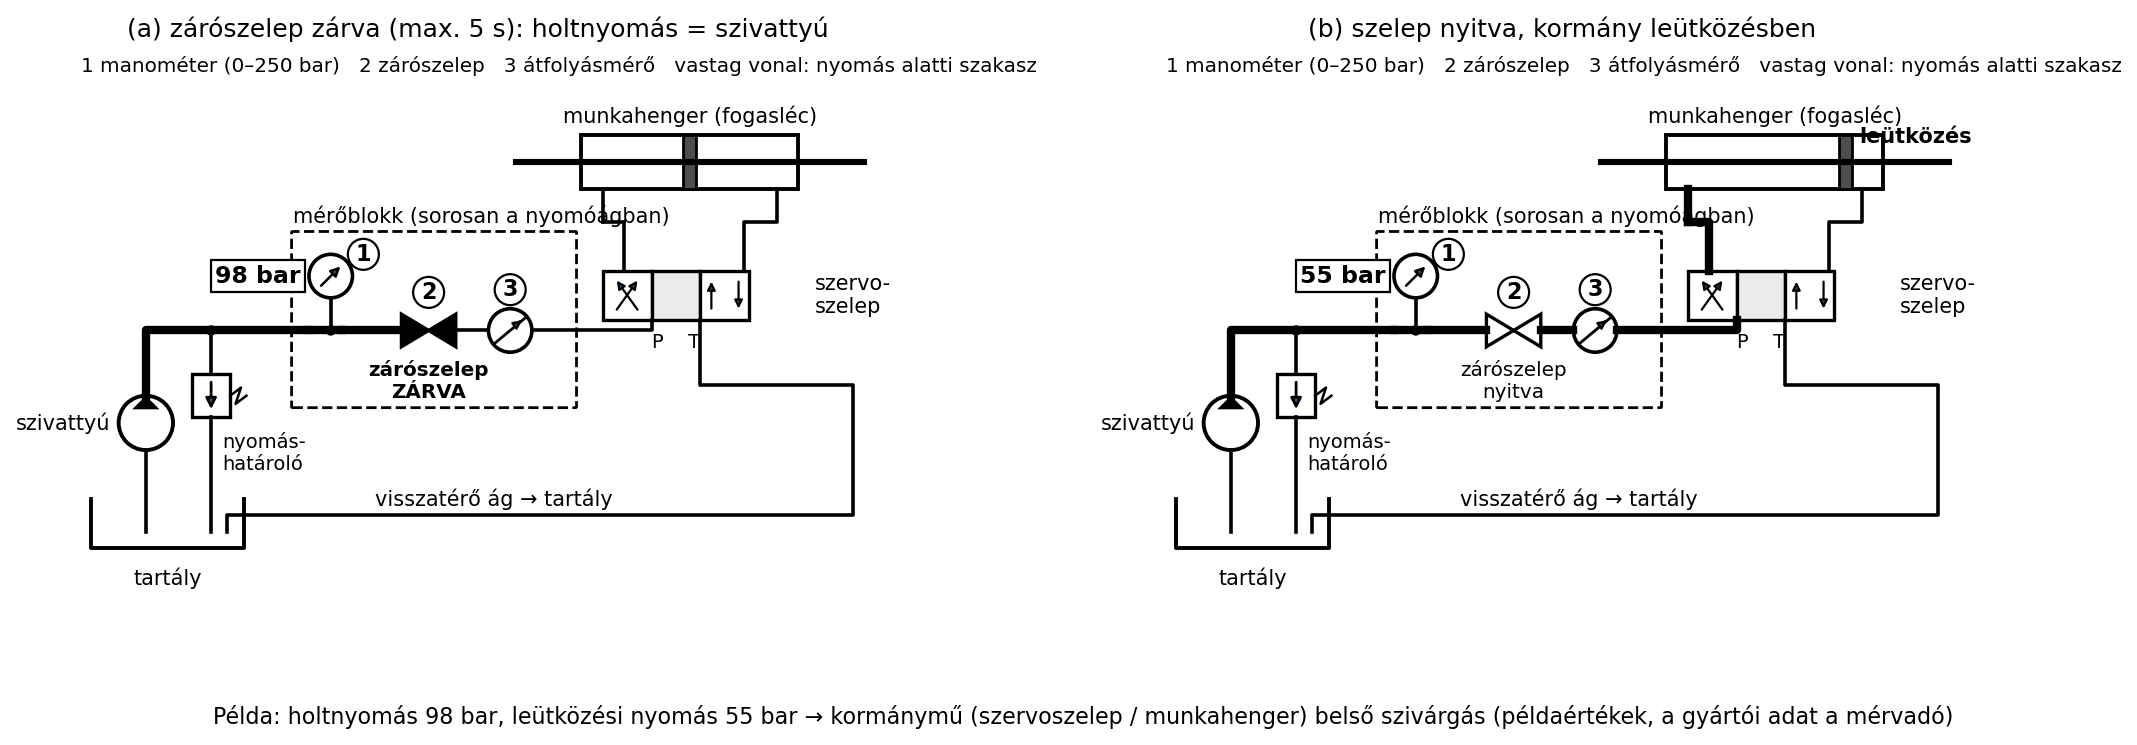 (a) zárószelep zárva (max. 5 s): holtnyomás = szivattyú
1 manométer (0–250 bar) 2 zárószelep 3 átfolyásmérő vastag vonal: nyomás alatti szakasz
munkahenger (fogasléc)
mérőblokk (sorosan a nyomóágban)
98 bar
1
2
3
szervo-
szelep
P T
zárószelep
ZÁRVA
szivattyú
nyomás-
határoló
visszatérő ág → tartály
tartály
(b) szelep nyitva, kormány leütközésben
1 manométer (0–250 bar) 2 zárószelep 3 átfolyásmérő vastag vonal: nyomás alatti szakasz
munkahenger (fogasléc)
leütközés
mérőblokk (sorosan a nyomóágban)
55 bar
1
2
3
szervo-
szelep
P T
zárószelep
nyitva
szivattyú
nyomás-
határoló
visszatérő ág → tartály
tartály
Példa: holtnyomás 98 bar, leütközési nyomás 55 bar → kormánymű (szervoszelep / munkahenger) belső szivárgás (példaértékek, a gyártói adat a mérvadó)